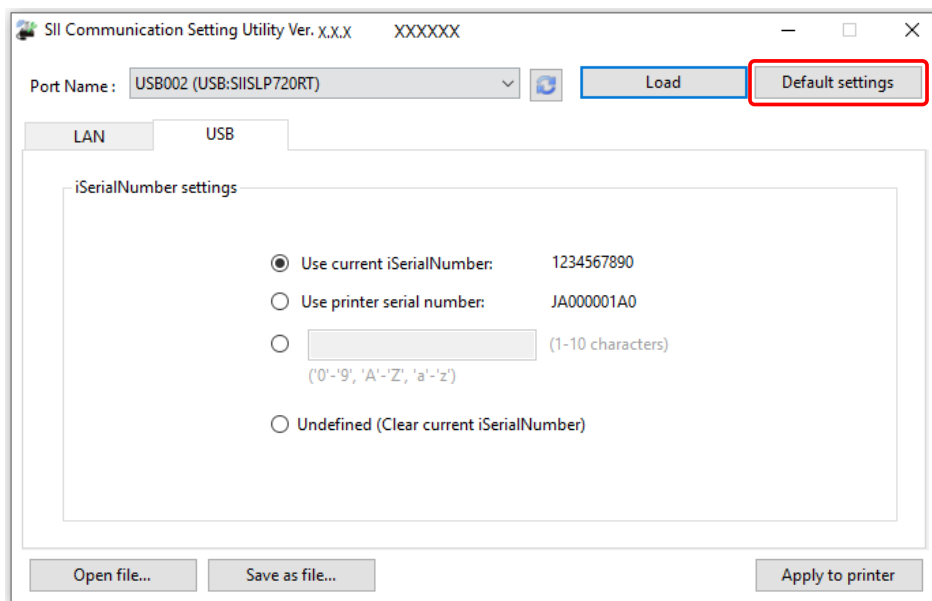 SII Communication Setting Utility Ver. X.X.X XXXXXX
Port Name : USB002 (USB:SIISLP720RT) Load Default settings
LAN USB
iSerialNumber settings
Use current iSerialNumber: 1234567890
Use printer serial number: JA000001A0
(1-10 characters)
('0'-'9', 'A'-'Z', 'a'-'z')
Undefined (Clear current iSerialNumber)
Open file... Save as file... Apply to printer